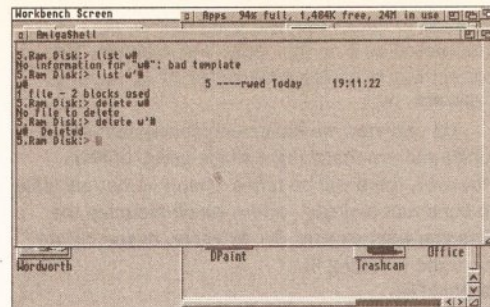 Workbench Screen
Apps 94% full, 1,484K free, 24M in use
AmigaShell
5.Ram Disk:> list w#
No information for "w#": bad template
5.Ram Disk:> list w'#
w# 5 ----rwed Today 19:11:22
1 file - 2 blocks used
5.Ram Disk:> delete w#
No file to delete
5.Ram Disk:> delete w'#
w# Deleted
5.Ram Disk:>
Wordworth DPaint Trashcan Office